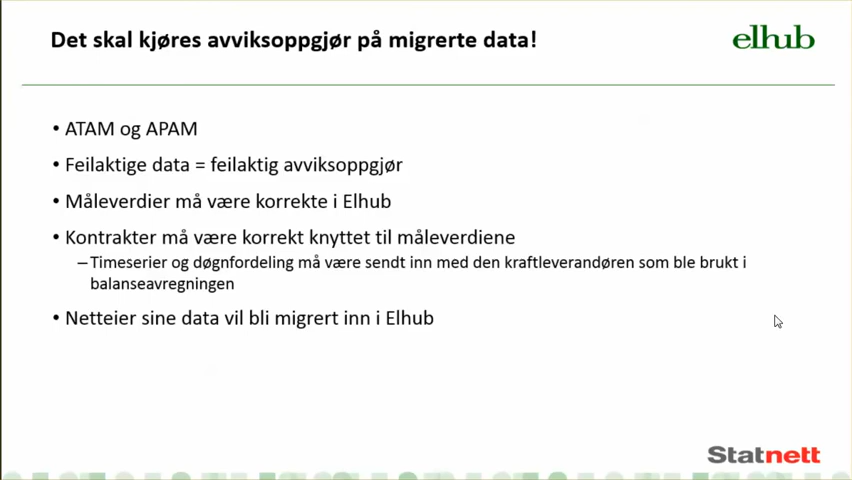 Det skal kjøres avviksoppgjør på migrerte data!
elhub
• ATAM og APAM
• Feilaktige data = feilaktig avviksoppgjør
• Måleverdier må være korrekte i Elhub
• Kontrakter må være korrekt knyttet til måleverdiene
–Timeserier og døgnfordeling må være sendt inn med den kraftleverandøren som ble brukt i
balanseavregningen
• Netteier sine data vil bli migrert inn i Elhub
Statnett